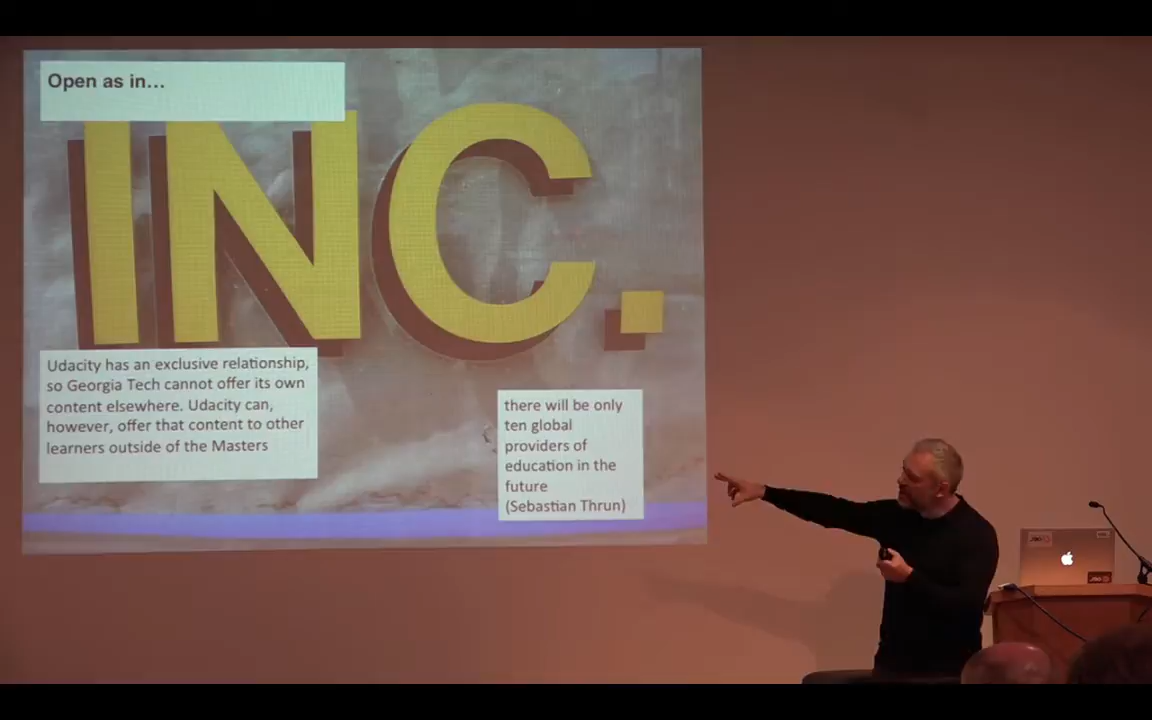 Open as in...
INC.
Udacity has an exclusive relationship,
so Georgia Tech cannot offer its own
content elsewhere. Udacity can,
however, offer that content to other
learners outside of the Masters
there will be only
ten global
providers of
education in the
future
(Sebastian Thrun)